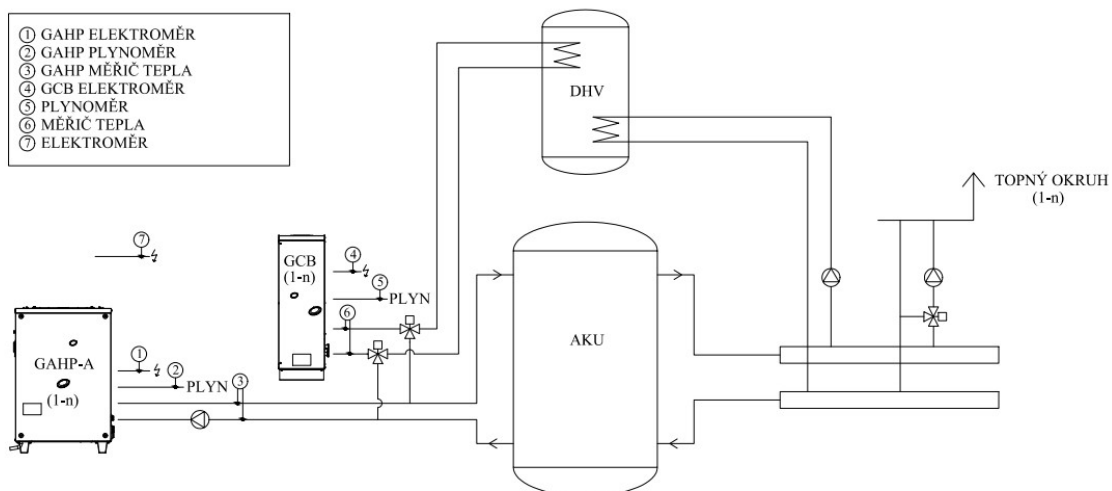 ① GAHP ELEKTROMĚR
② GAHP PLYNOMĚR
③ GAHP MĚŘIČ TEPLA
④ GCB ELEKTROMĚR
⑤ PLYNOMĚR
⑥ MĚŘIČ TEPLA
⑦ ELEKTROMĚR
DHV
TOPNÝ OKRUH
(1-n)
⑦
GCB
(1-n)
④
⑤
PLYN
⑥
AKU
GAHP-A
(1-n)
①
②
PLYN
③